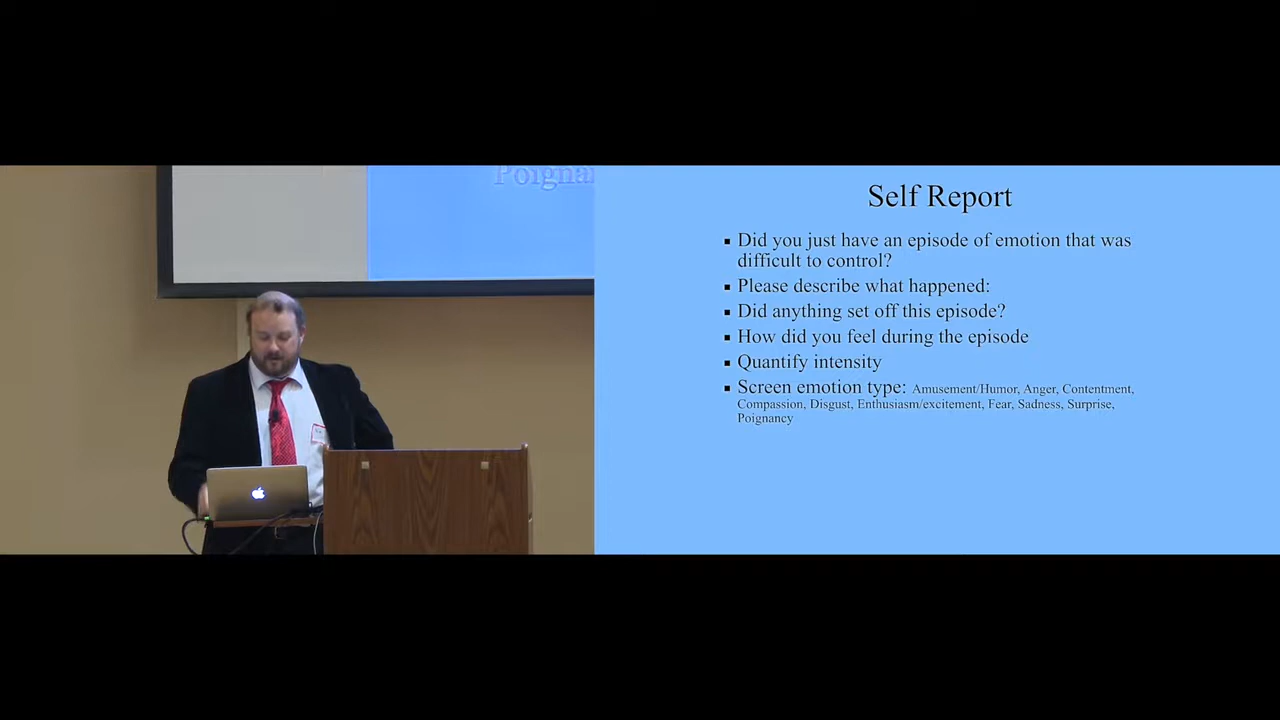 Poigna
Self Report
▪ Did you just have an episode of emotion that was
difficult to control?
▪ Please describe what happened:
▪ Did anything set off this episode?
▪ How did you feel during the episode
▪ Quantify intensity
▪ Screen emotion type: Amusement/Humor, Anger, Contentment,
Compassion, Disgust, Enthusiasm/excitement, Fear, Sadness, Surprise,
Poignancy